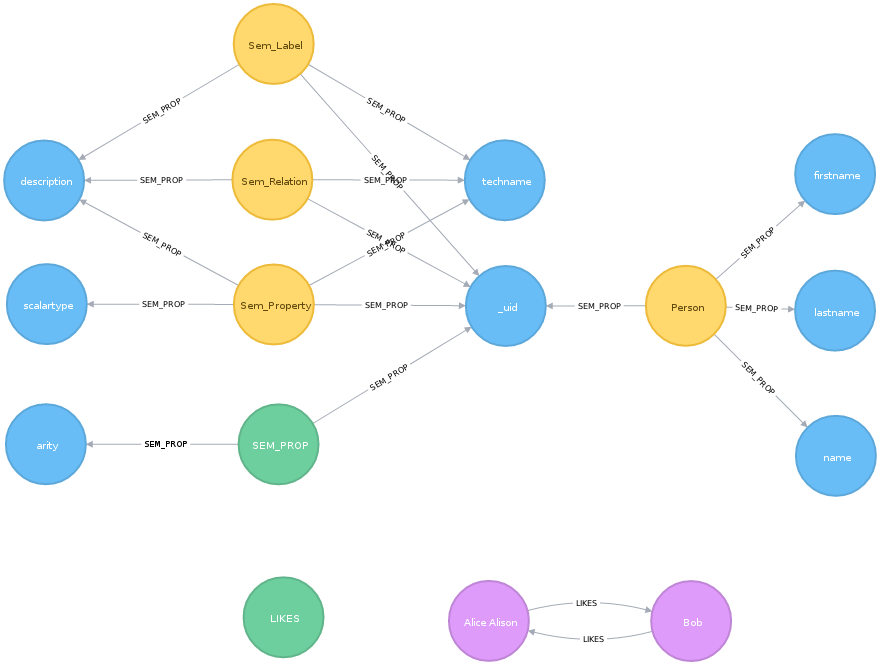 Sem_Label
SEM_PROP
SEM_PROP
SEM_PROP
description
SEM_PROP
Sem_Relation
SEM_PROP
techname
firstname
SEM_PROP
SEM_PROP
SEM_PROP
SEM_PROP
SEM_PROP
scalartype
SEM_PROP
Sem_Property
SEM_PROP
_uid
SEM_PROP
Person
SEM_PROP
lastname
SEM_PROP
SEM_PROP
arity
SEM_PROP
SEM_PROP
name
LIKES
Alice Alison
LIKES
LIKES
Bob